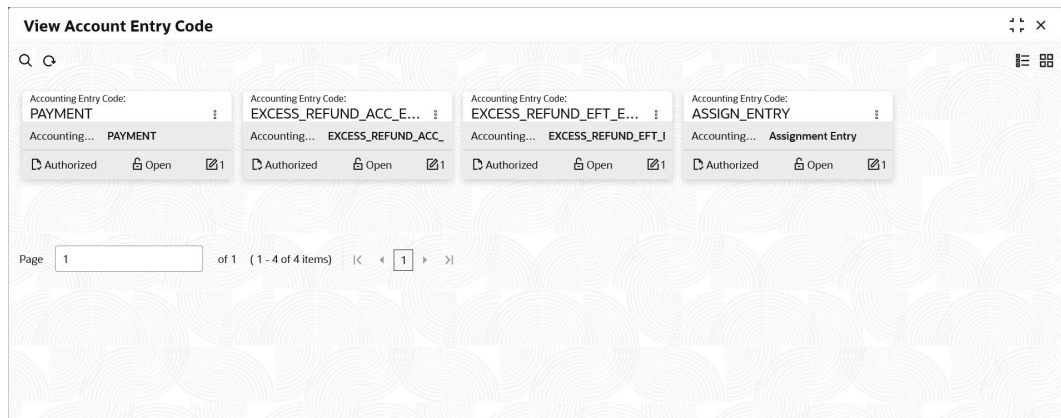 View Account Entry Code
Accounting Entry Code:
PAYMENT
Accounting... PAYMENT
Authorized Open 1
Accounting Entry Code:
EXCESS_REFUND_ACC_E...
Accounting... EXCESS_REFUND_ACC_
Authorized Open 1
Accounting Entry Code:
EXCESS_REFUND_EFT_E...
Accounting... EXCESS_REFUND_EFT_I
Authorized Open 1
Accounting Entry Code:
ASSIGN_ENTRY
Accounting... Assignment Entry
Authorized Open 1
Page 1 of 1 (1 - 4 of 4 items) 1